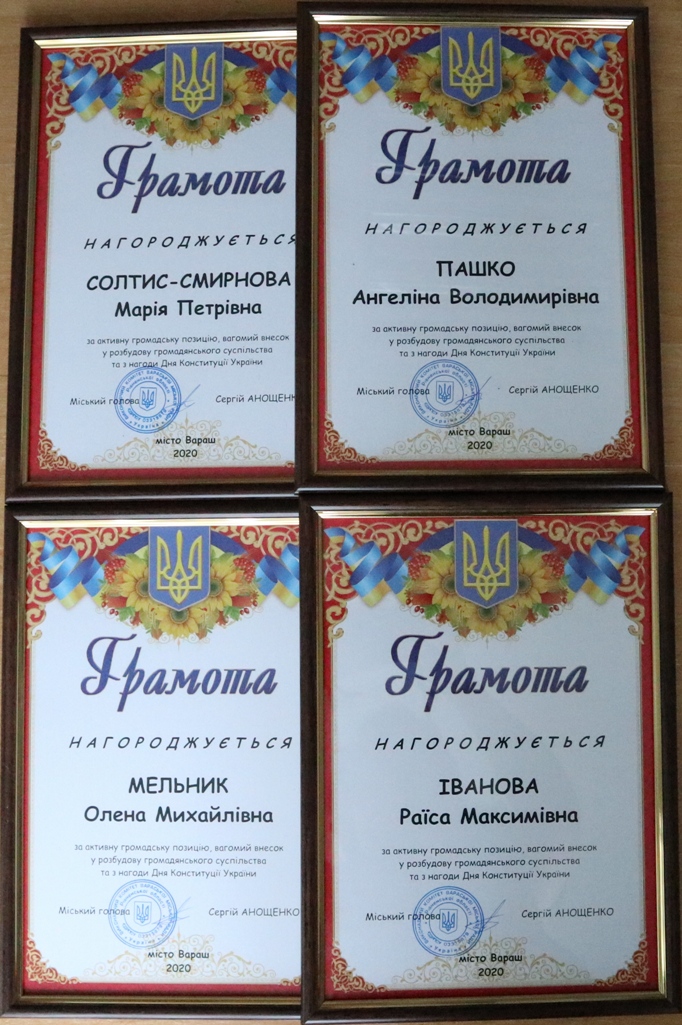 Грамота
НАГОРОДЖУЄТЬСЯ
СОЛТИС-СМИРНОВА
Марія Петрівна
за активну громадську позицію, вагомий внесок
у розбудову громадянського суспільства
та з нагоди Дня Конституції України
Міський голова Сергій АНОЩЕН
місто Вараш
2020
Грамота
НАГОРОДЖУЄТЬСЯ
ПАШКО
Ангеліна Володимирівна
за активну громадську позицію, вагомий внесок
у розбудову громадянського суспільства
та з нагоди Дня Конституції України
Міський голова Сергій АНОЩЕНКО
місто Вараш
2020
Грамота
НАГОРОДЖУЄТЬСЯ
МЕЛЬНИК
Олена Михайлівна
за активну громадську позицію, вагомий внесок
у розбудову громадянського суспільства
та з нагоди Дня Конституції України
Міський голова Сергій АНОЩЕНКО
місто Вараш
2020
Грамота
НАГОРОДЖУЄТЬСЯ
ІВАНОВА
Раїса Максимівна
за активну громадську позицію, вагомий внесок
у розбудову громадянського суспільства
та з нагоди Дня Конституції України
Міський голова Сергій АНОЩЕНКО
місто Вараш
2020